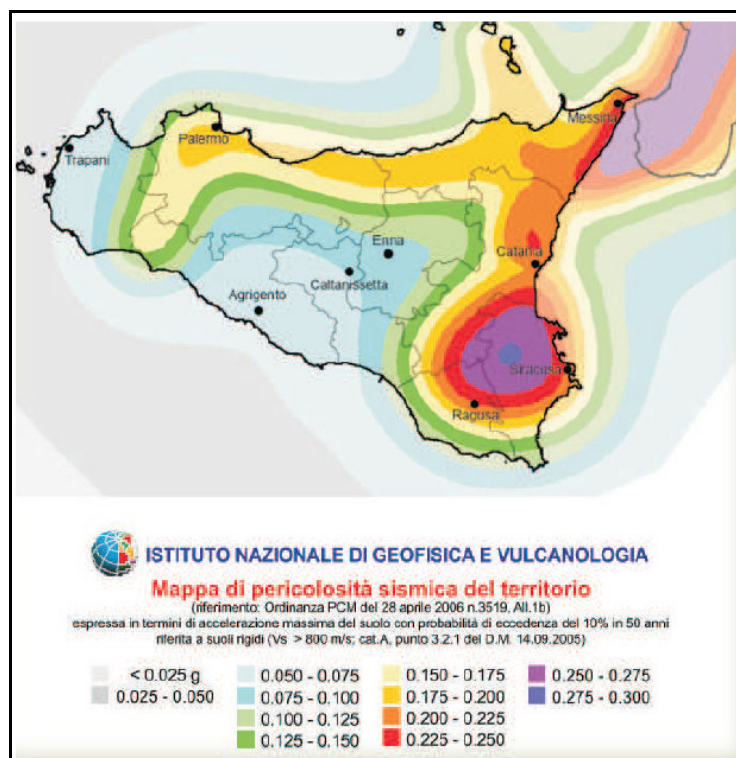 Messina
Palermo
Trapani
Enna
Catania
Caltanissetta
Agrigento
Siracusa
Ragusa
ISTITUTO NAZIONALE DI GEOFISICA E VULCANOLOGIA
Mappa di pericolosità sismica del territorio
(riferimento: Ordinanza PCM del 28 aprile 2006 n.3519, All.1b)
espressa in termini di accelerazione massima del suolo con probabilità di eccedenza del 10% in 50 anni
riferita a suoli rigidi (Vs > 800 m/s; cat.A, punto 3.2.1 del D.M. 14.09.2005)
< 0.025 g
0.025 - 0.050
0.050 - 0.075
0.075 - 0.100
0.100 - 0.125
0.125 - 0.150
0.150 - 0.175
0.175 - 0.200
0.200 - 0.225
0.225 - 0.250
0.250 - 0.275
0.275 - 0.300